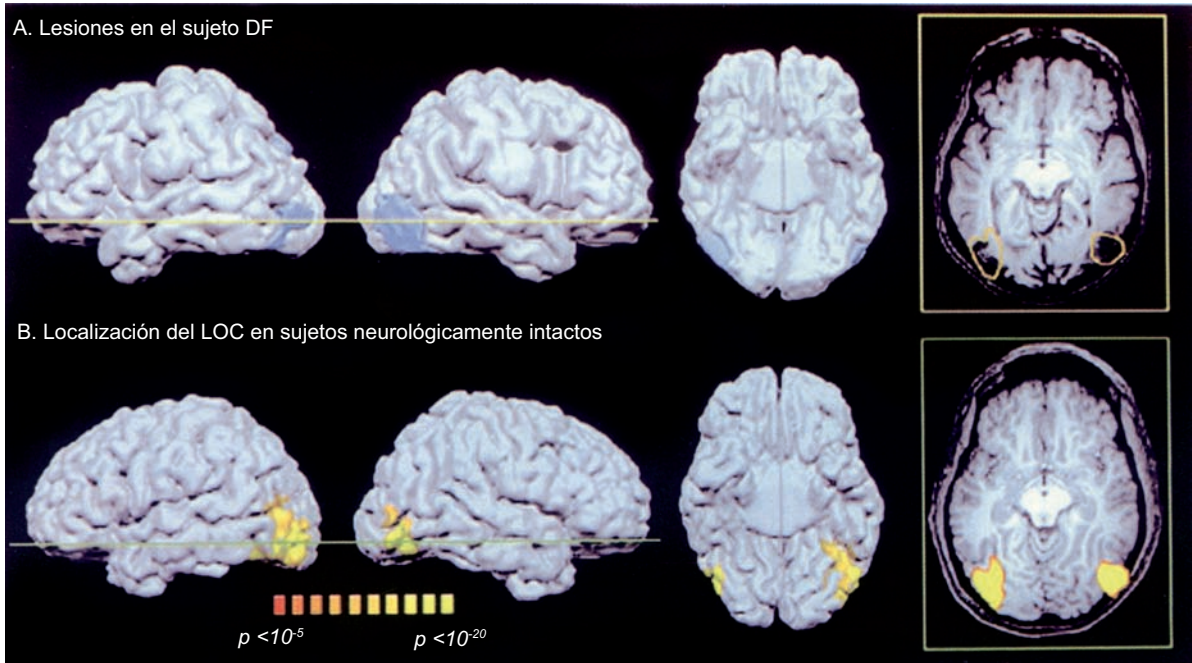 A. Lesiones en el sujeto DF
B. Localización del LOC en sujetos neurológicamente intactos
p <10-5
p <10-20